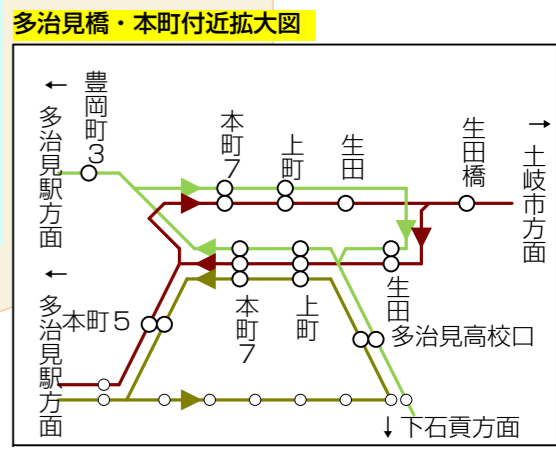 多治見橋・本町付近拡大図
←
多治見駅方面
豊岡町3
本町7
上町
生田
生田橋
→
土岐市方面
←
多治見駅方面
本町5
本町7
上町
生田
多治見高校口
↓下石貢方面